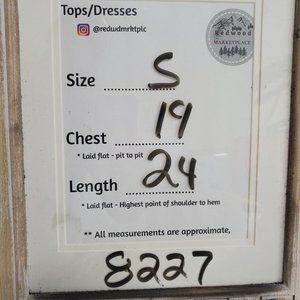 Tops/Dresses
@redwdmrktplc
Redwood
MARKETPLACE
Size S
Chest 19
* Laid flat - pit to pit
Length 24
* Laid flat - Highest point of shoulder to hem
** All measurements are approximate,
8227